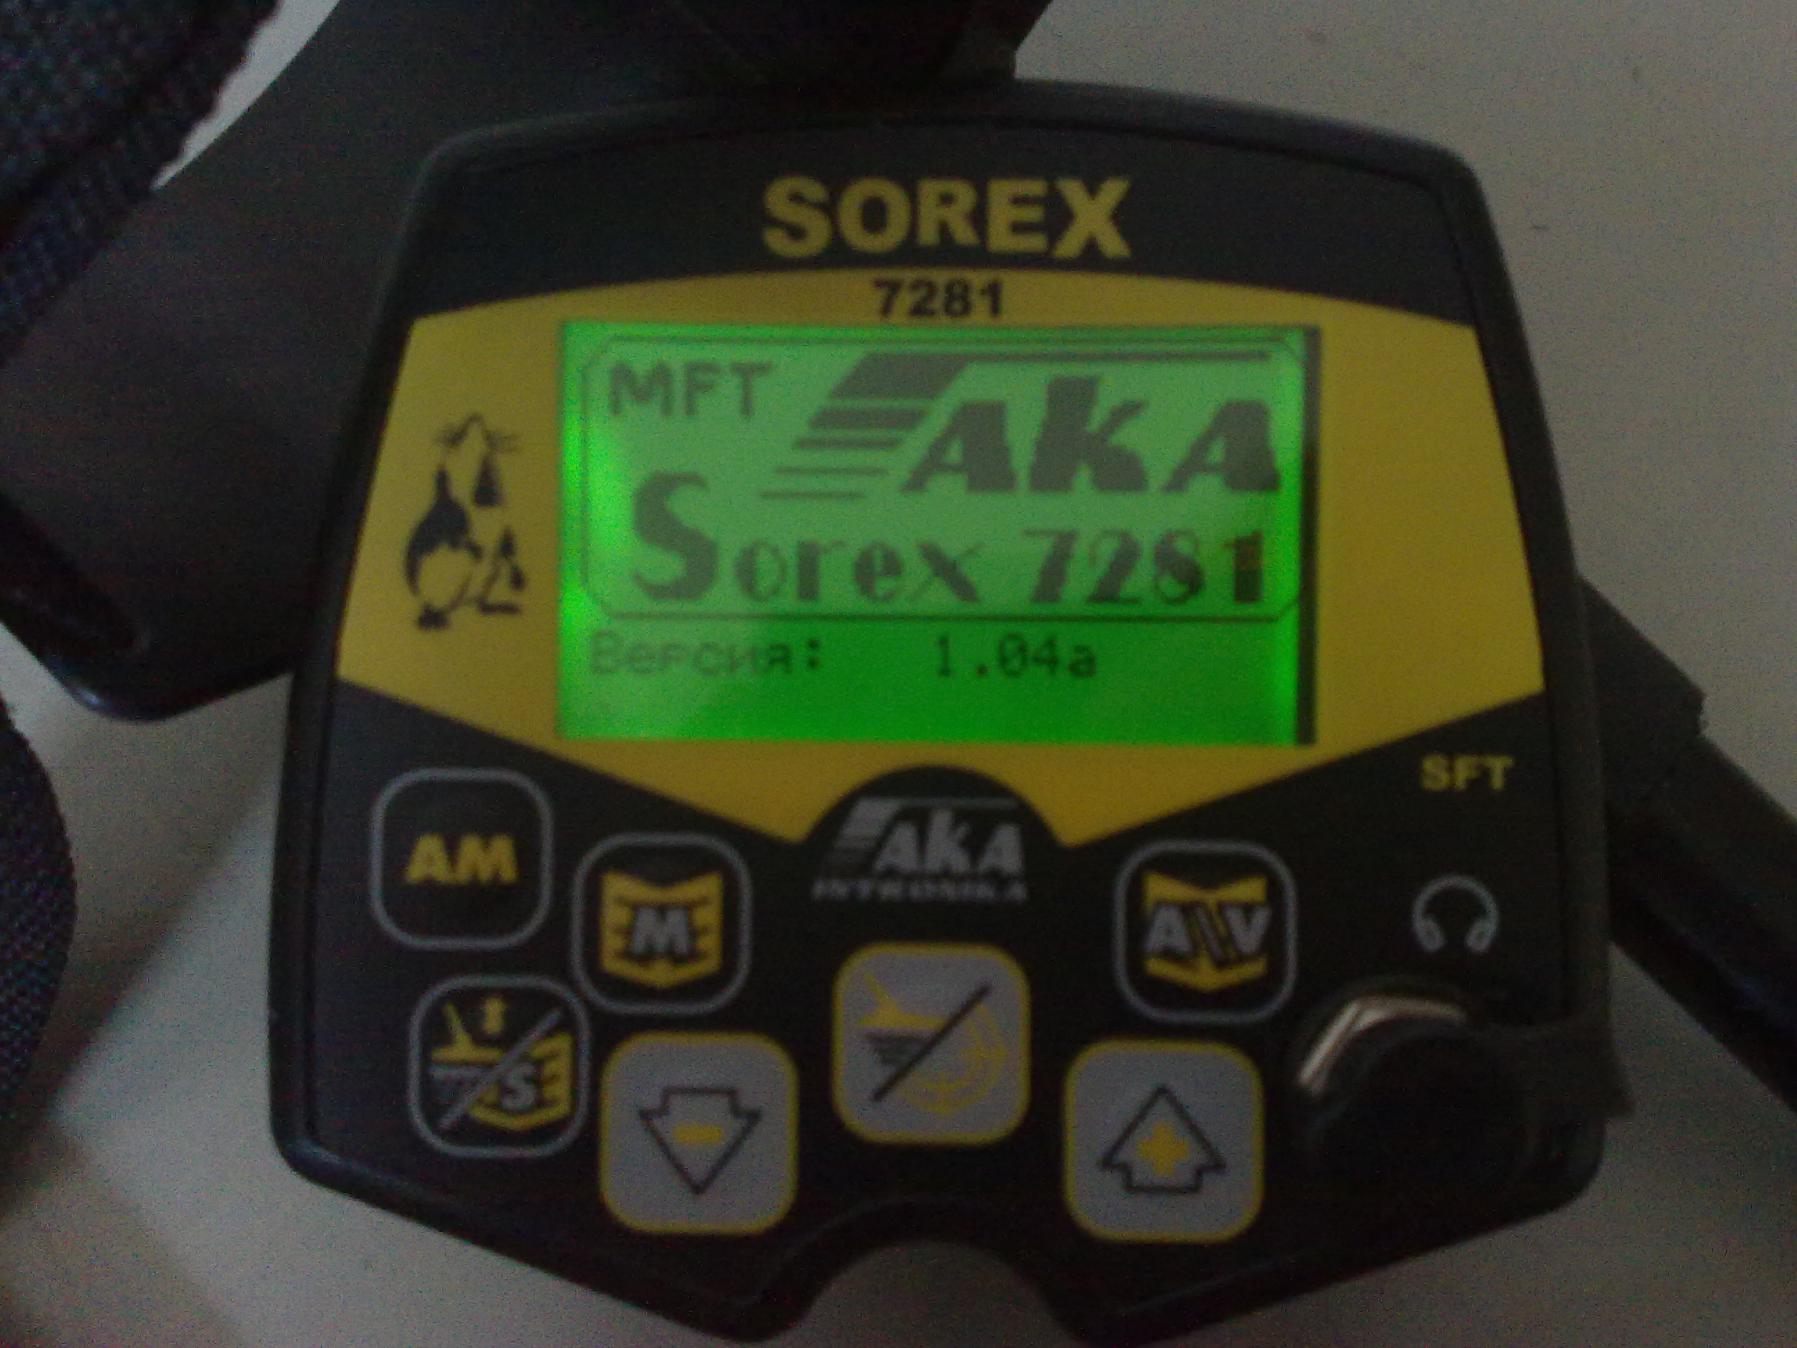 SOREX
7281
MFT AKA
Sorex 7281
Версия: 1.04a
SFT
AM
AKA
INTRONIKA
M
A\\V
S
-
+